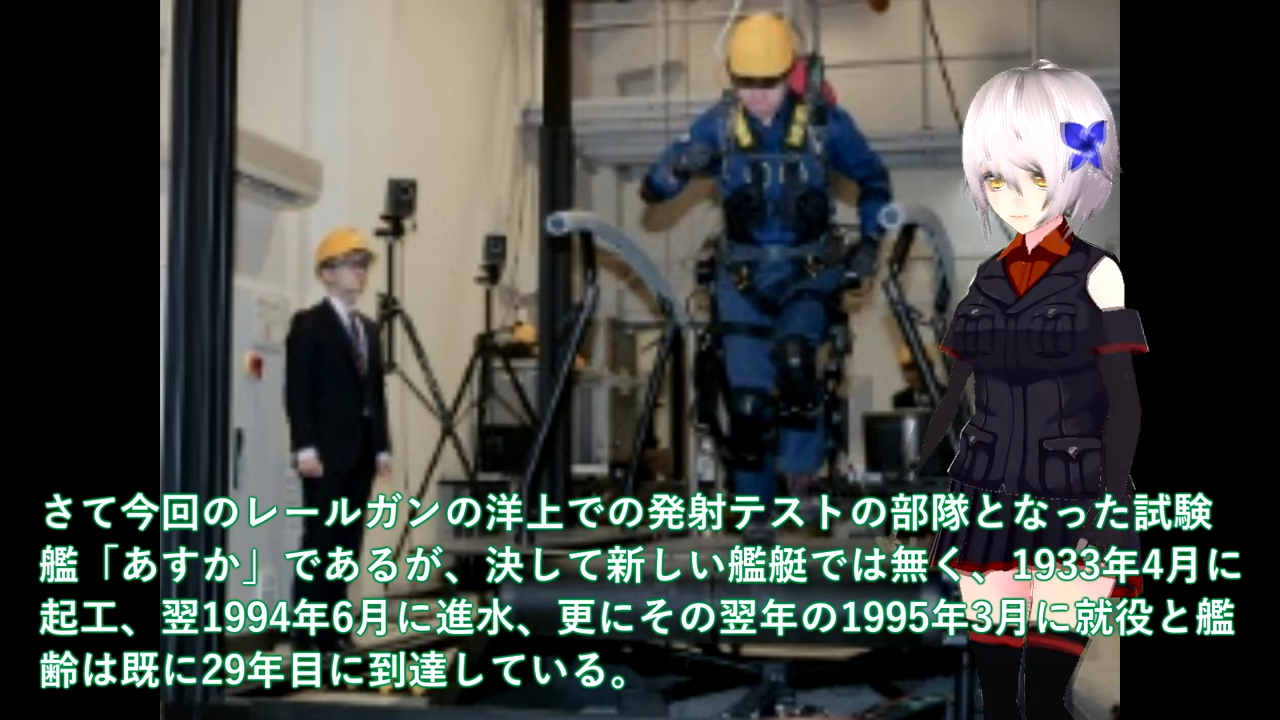 さて今回のレールガンの洋上での発射テストの部隊となった試験
艦「あすか」であるが、決して新しい艦艇では無く、1933年4月に
起工、翌1994年6月に進水、更にその翌年の1995年3月に就役と艦
齢は既に29年目に到達している。